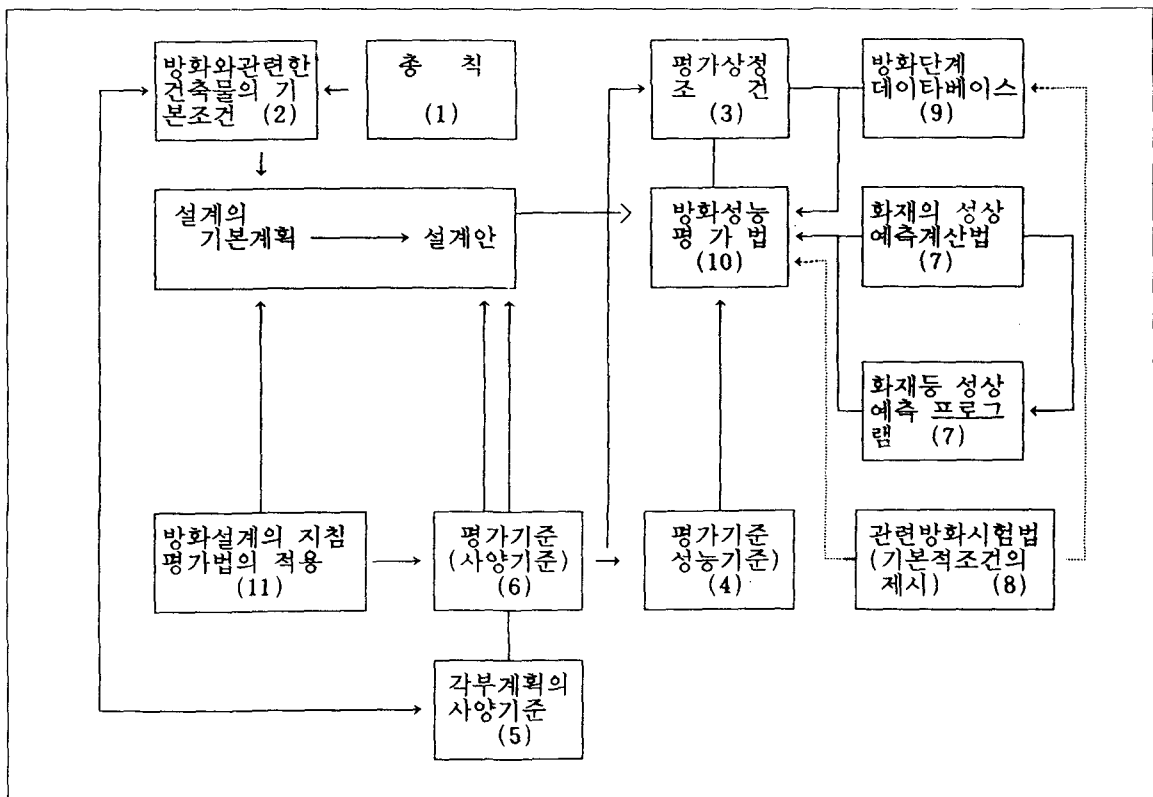 방화와관련한
건축물의 기
본조건 (2)
총 칙
(1)
평가상정
조 건
(3)
방화단계
데이타베이스
(9)
설계의
기본계획 설계안
방화성능
평 가 법
(10)
화재의 성상
예측계산법
(7)
화재등 성상
예측 프로그
램 (7)
방화설계의 지침
평가법의 적용
(11)
평가기준
(사양기준)
(6)
평가기준
성능기준)
(4)
관련방화시험법
(기본적조건의
제시) (8)
각부계획의
사양기준
(5)